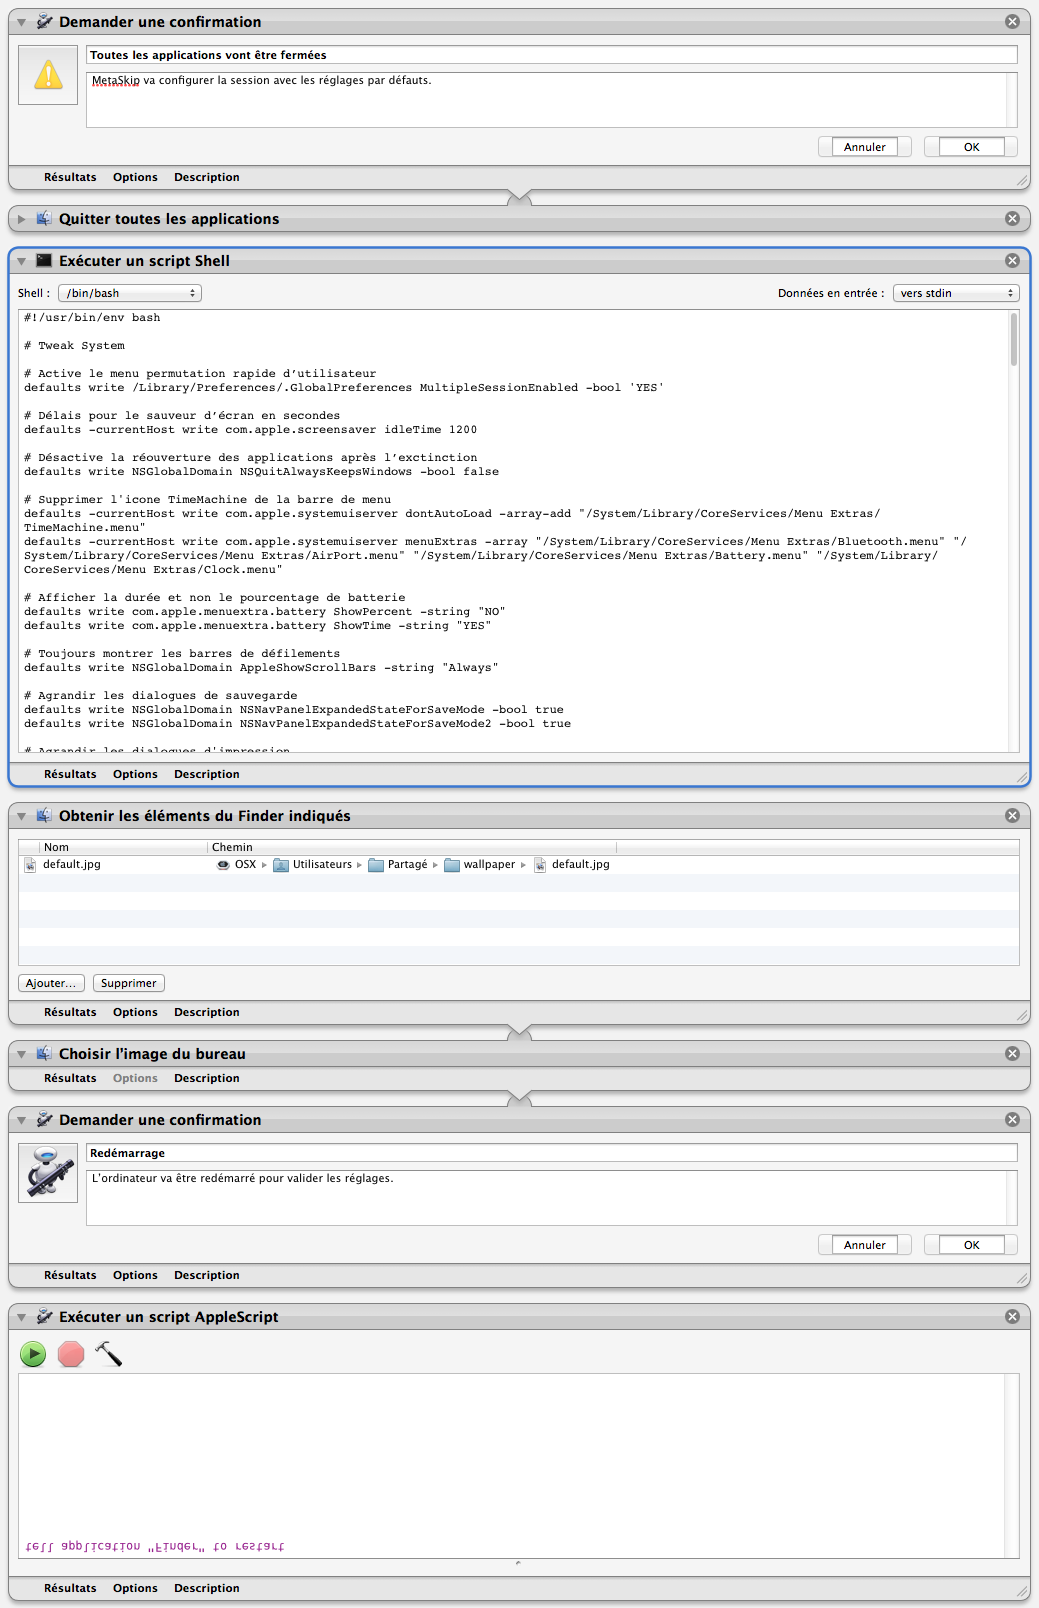 Demander une confirmation
Toutes les applications vont être fermées
MetaSkip va configurer la session avec les réglages par défauts.
Annuler OK
Résultats Options Description
Quitter toutes les applications
Exécuter un script Shell
Shell : /bin/bash Données en entrée : vers stdin
#!/usr/bin/env bash
# Tweak System
# Active le menu permutation rapide d’utilisateur
defaults write /Library/Preferences/.GlobalPreferences MultipleSessionEnabled -bool 'YES'
# Délais pour le sauveur d’écran en secondes
defaults -currentHost write com.apple.screensaver idleTime 1200
# Désactive la réouverture des applications après l’exctinction
defaults write NSGlobalDomain NSQuitAlwaysKeepsWindows -bool false
# Supprimer l'icone TimeMachine de la barre de menu
defaults -currentHost write com.apple.systemuiserver dontAutoLoad -array-add "/System/Library/CoreServices/Menu Extras/
TimeMachine.menu"
defaults -currentHost write com.apple.systemuiserver menuExtras -array "/System/Library/CoreServices/Menu Extras/Bluetooth.menu" "/
System/Library/CoreServices/Menu Extras/AirPort.menu" "/System/Library/CoreServices/Menu Extras/Battery.menu" "/System/Library/
CoreServices/Menu Extras/Clock.menu"
# Afficher la durée et non le pourcentage de batterie
defaults write com.apple.menuextra.battery ShowPercent -string "NO"
defaults write com.apple.menuextra.battery ShowTime -string "YES"
# Toujours montrer les barres de défilements
defaults write NSGlobalDomain AppleShowScrollBars -string "Always"
# Agrandir les dialogues de sauvegarde
defaults write NSGlobalDomain NSNavPanelExpandedStateForSaveMode -bool true
defaults write NSGlobalDomain NSNavPanelExpandedStateForSaveMode2 -bool true
# Agrandir les dialogues d'impression
Résultats Options Description
Obtenir les éléments du Finder indiqués
Nom Chemin
default.jpg OSX Utilisateurs Partagé wallpaper default.jpg
Ajouter... Supprimer
Résultats Options Description
Choisir l’image du bureau
Résultats Options Description
Demander une confirmation
Redémarrage
L’ordinateur va être redémarré pour valider les réglages.
Annuler OK
Résultats Options Description
Exécuter un script AppleScript
tell application "Finder" to restart
Résultats Options Description